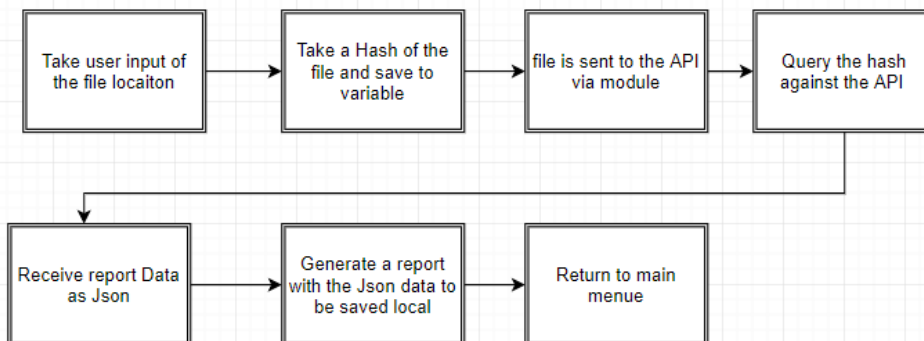 Take user input of
the file locaiton
Take a Hash of the
file and save to
variable
file is sent to the API
via module
Query the hash
against the API
Receive report Data
as Json
Generate a report
with the Json data to
be saved local
Return to main
menue